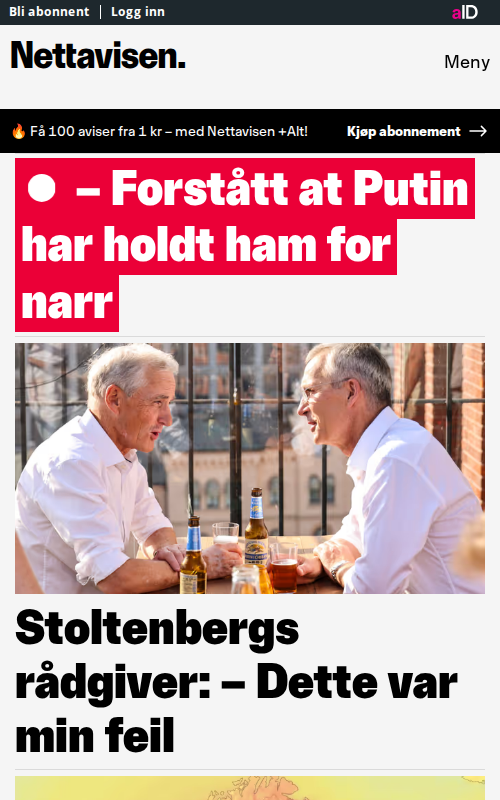 Bli abonnent Logg inn
aID
Nettavisen.
Meny
🔥 Få 100 aviser fra 1 kr – med Nettavisen +Alt! Kjøp abonnement →
– Forstått at Putin
har holdt ham for
narr
Stoltenbergs
rådgiver: – Dette var
min feil